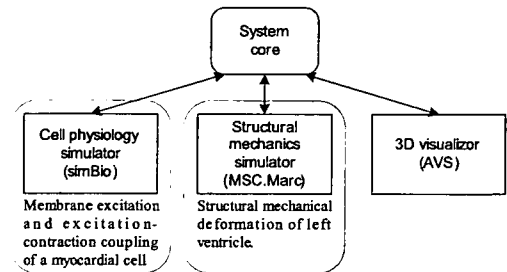 System
core
Cell physiology
simulator
(simBio)
Structural
mechanics
simulator
(MSC.Marc)
3D visualizor
(AVS)
Membrane excitation
and excitation-
contraction coupling
of a myocardial cell
Structural mechanical
deformation of left
ventricle.